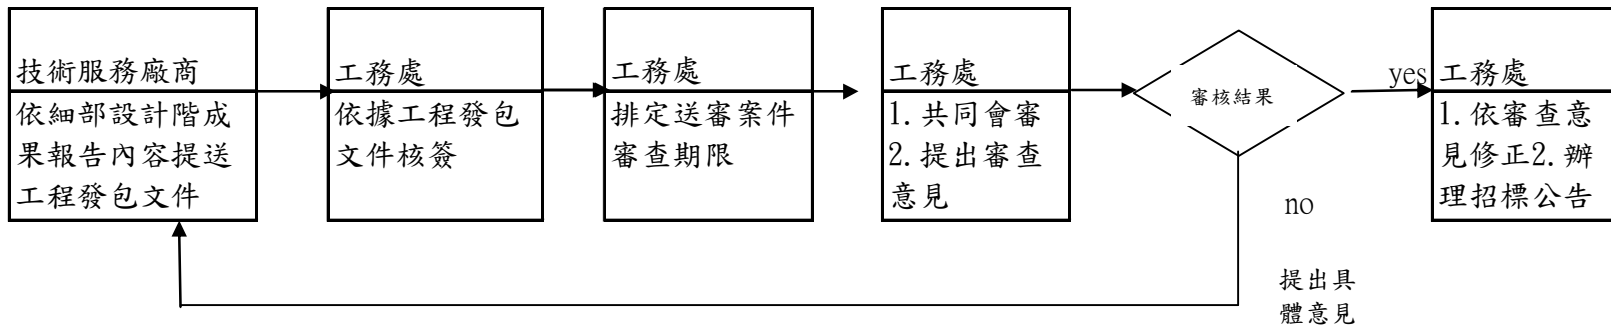 技術服務廠商
依細部設計階成
果報告內容提送
工程發包文件
工務處
依據工程發包
文件核簽
工務處
排定送審案件
審查期限
工務處
1.共同會審
2.提出審查
意見
審核結果
yes
工務處
1.依審查意
見修正2.辦
理招標公告
no
提出具
體意見